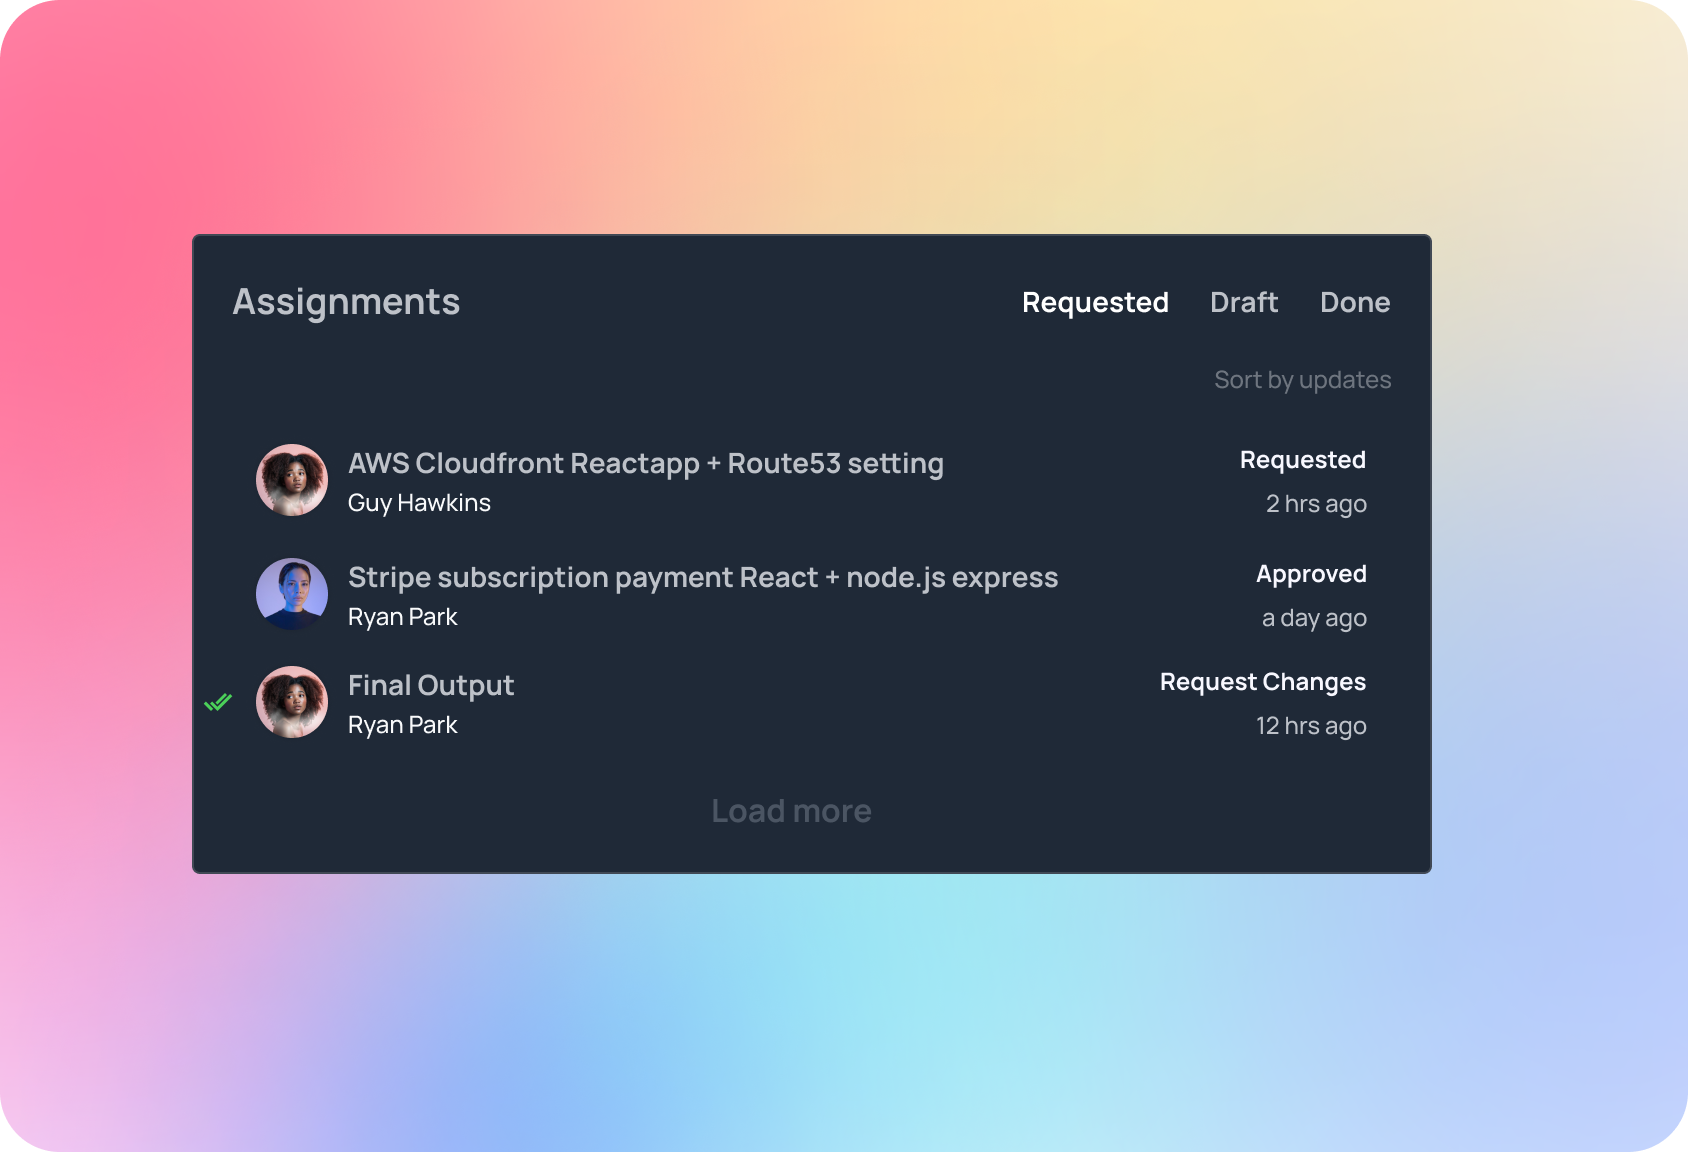 Assignments
Requested Draft Done
Sort by updates
AWS Cloudfront Reactapp + Route53 setting
Guy Hawkins
Requested
2 hrs ago
Stripe subscription payment React + node.js express
Ryan Park
Approved
a day ago
Final Output
Ryan Park
Request Changes
12 hrs ago
Load more